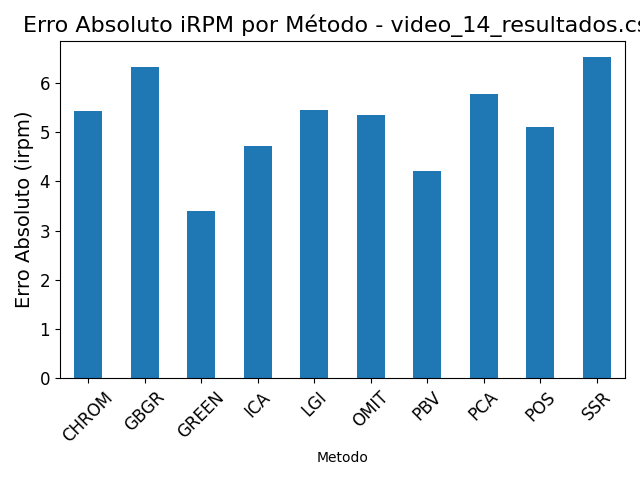 Erro Absoluto iRPM por Método - video_14_resultados.cs
Erro Absoluto (irpm)
6
5
4
3
2
1
0
CHROM
GBGR
GREEN
ICA
LGI
OMIT
PBV
PCA
POS
SSR
Metodo